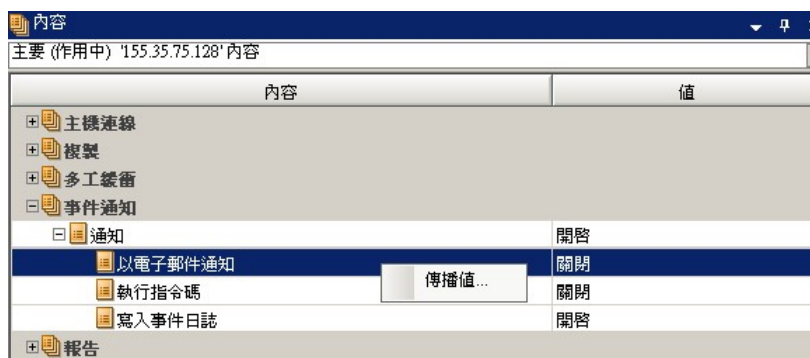 內容
主要 (作用中) '155.35.75.128' 內容
內容 值
主機連線
複製
多工緩衝
事件通知
通知 開啓
以電子郵件通知 關閉
傳播值...
執行指令碼 關閉
寫入事件日誌 開啓
報告